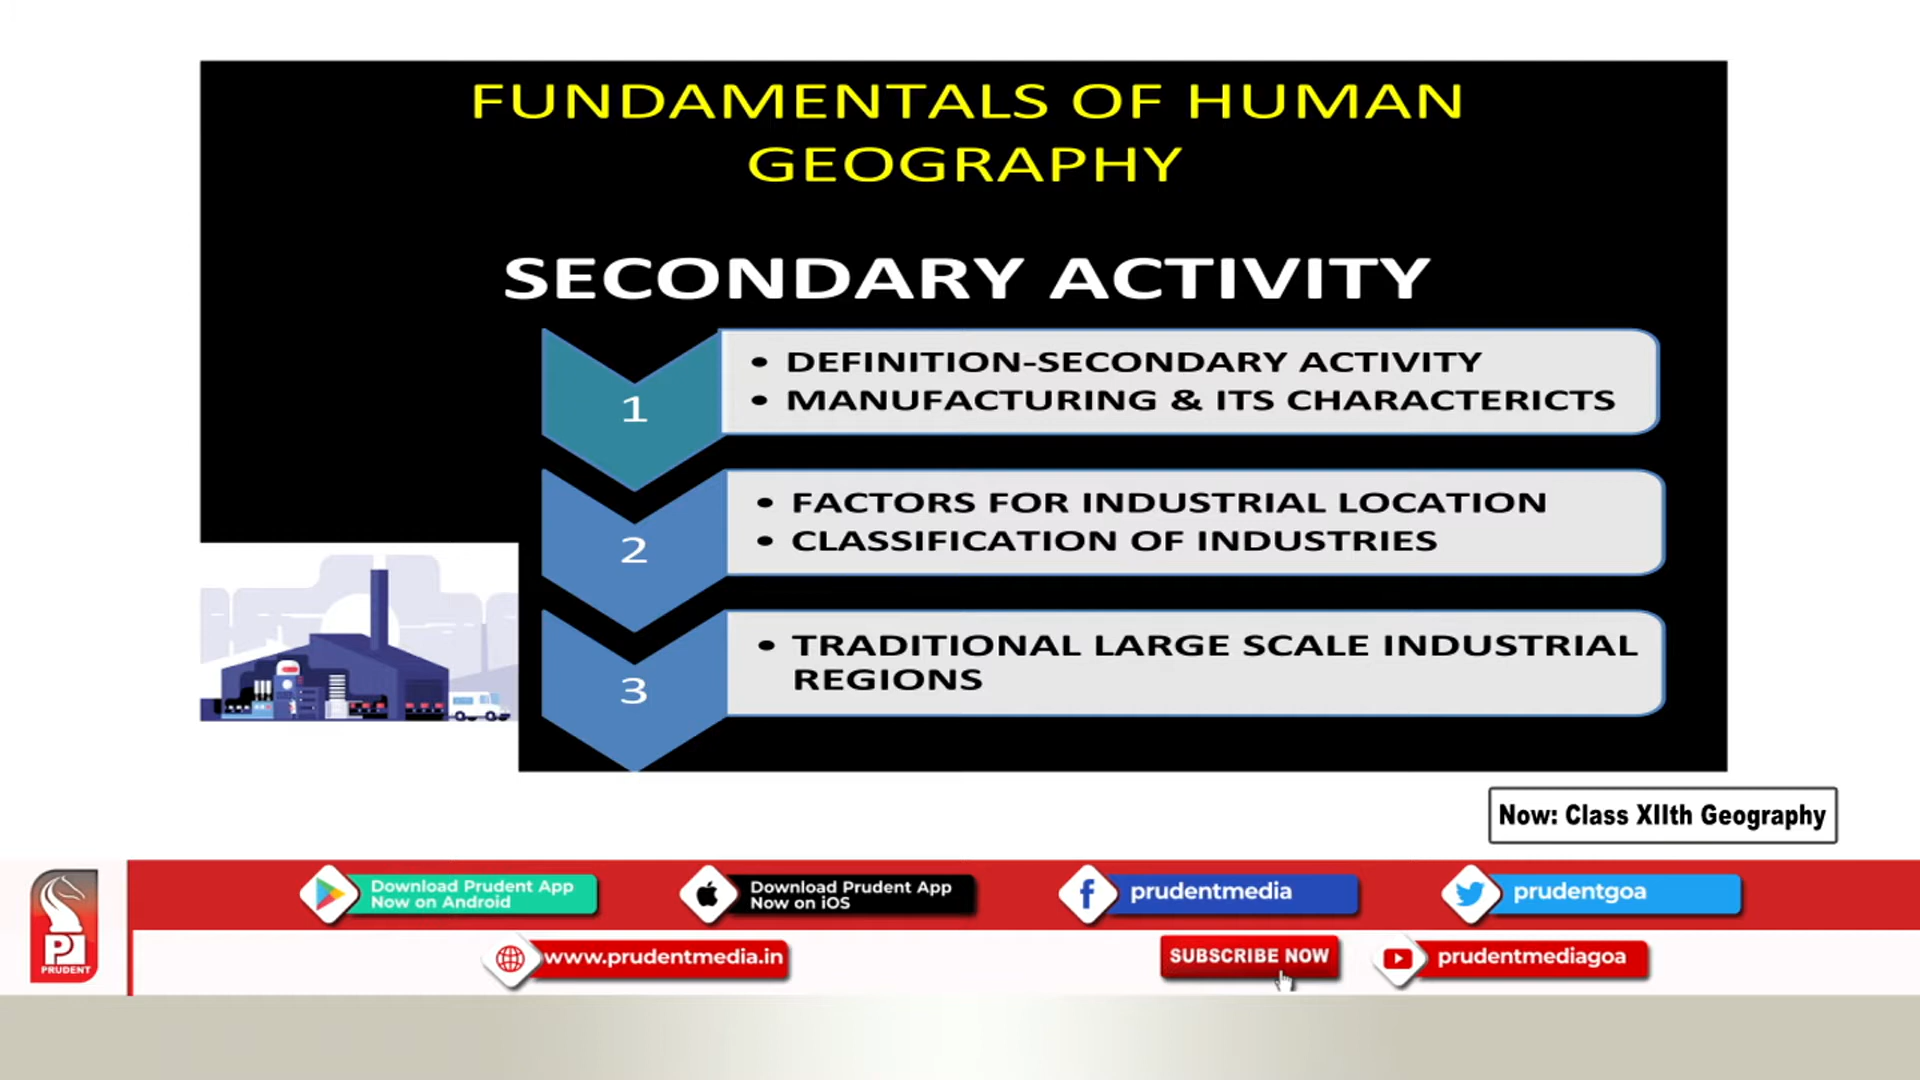 FUNDAMENTALS OF HUMAN
GEOGRAPHY
SECONDARY ACTIVITY
1
• DEFINITION-SECONDARY ACTIVITY
• MANUFACTURING & ITS CHARACTERICTS
2
• FACTORS FOR INDUSTRIAL LOCATION
• CLASSIFICATION OF INDUSTRIES
3
• TRADITIONAL LARGE SCALE INDUSTRIAL
REGIONS
Now: Class XIIth Geography
Download Prudent App
Now on Android
Download Prudent App
Now on iOS
prudentmedia
prudentgoa
PRUDENT
www.prudentmedia.in
SUBSCRIBE NOW
prudentmediagoa